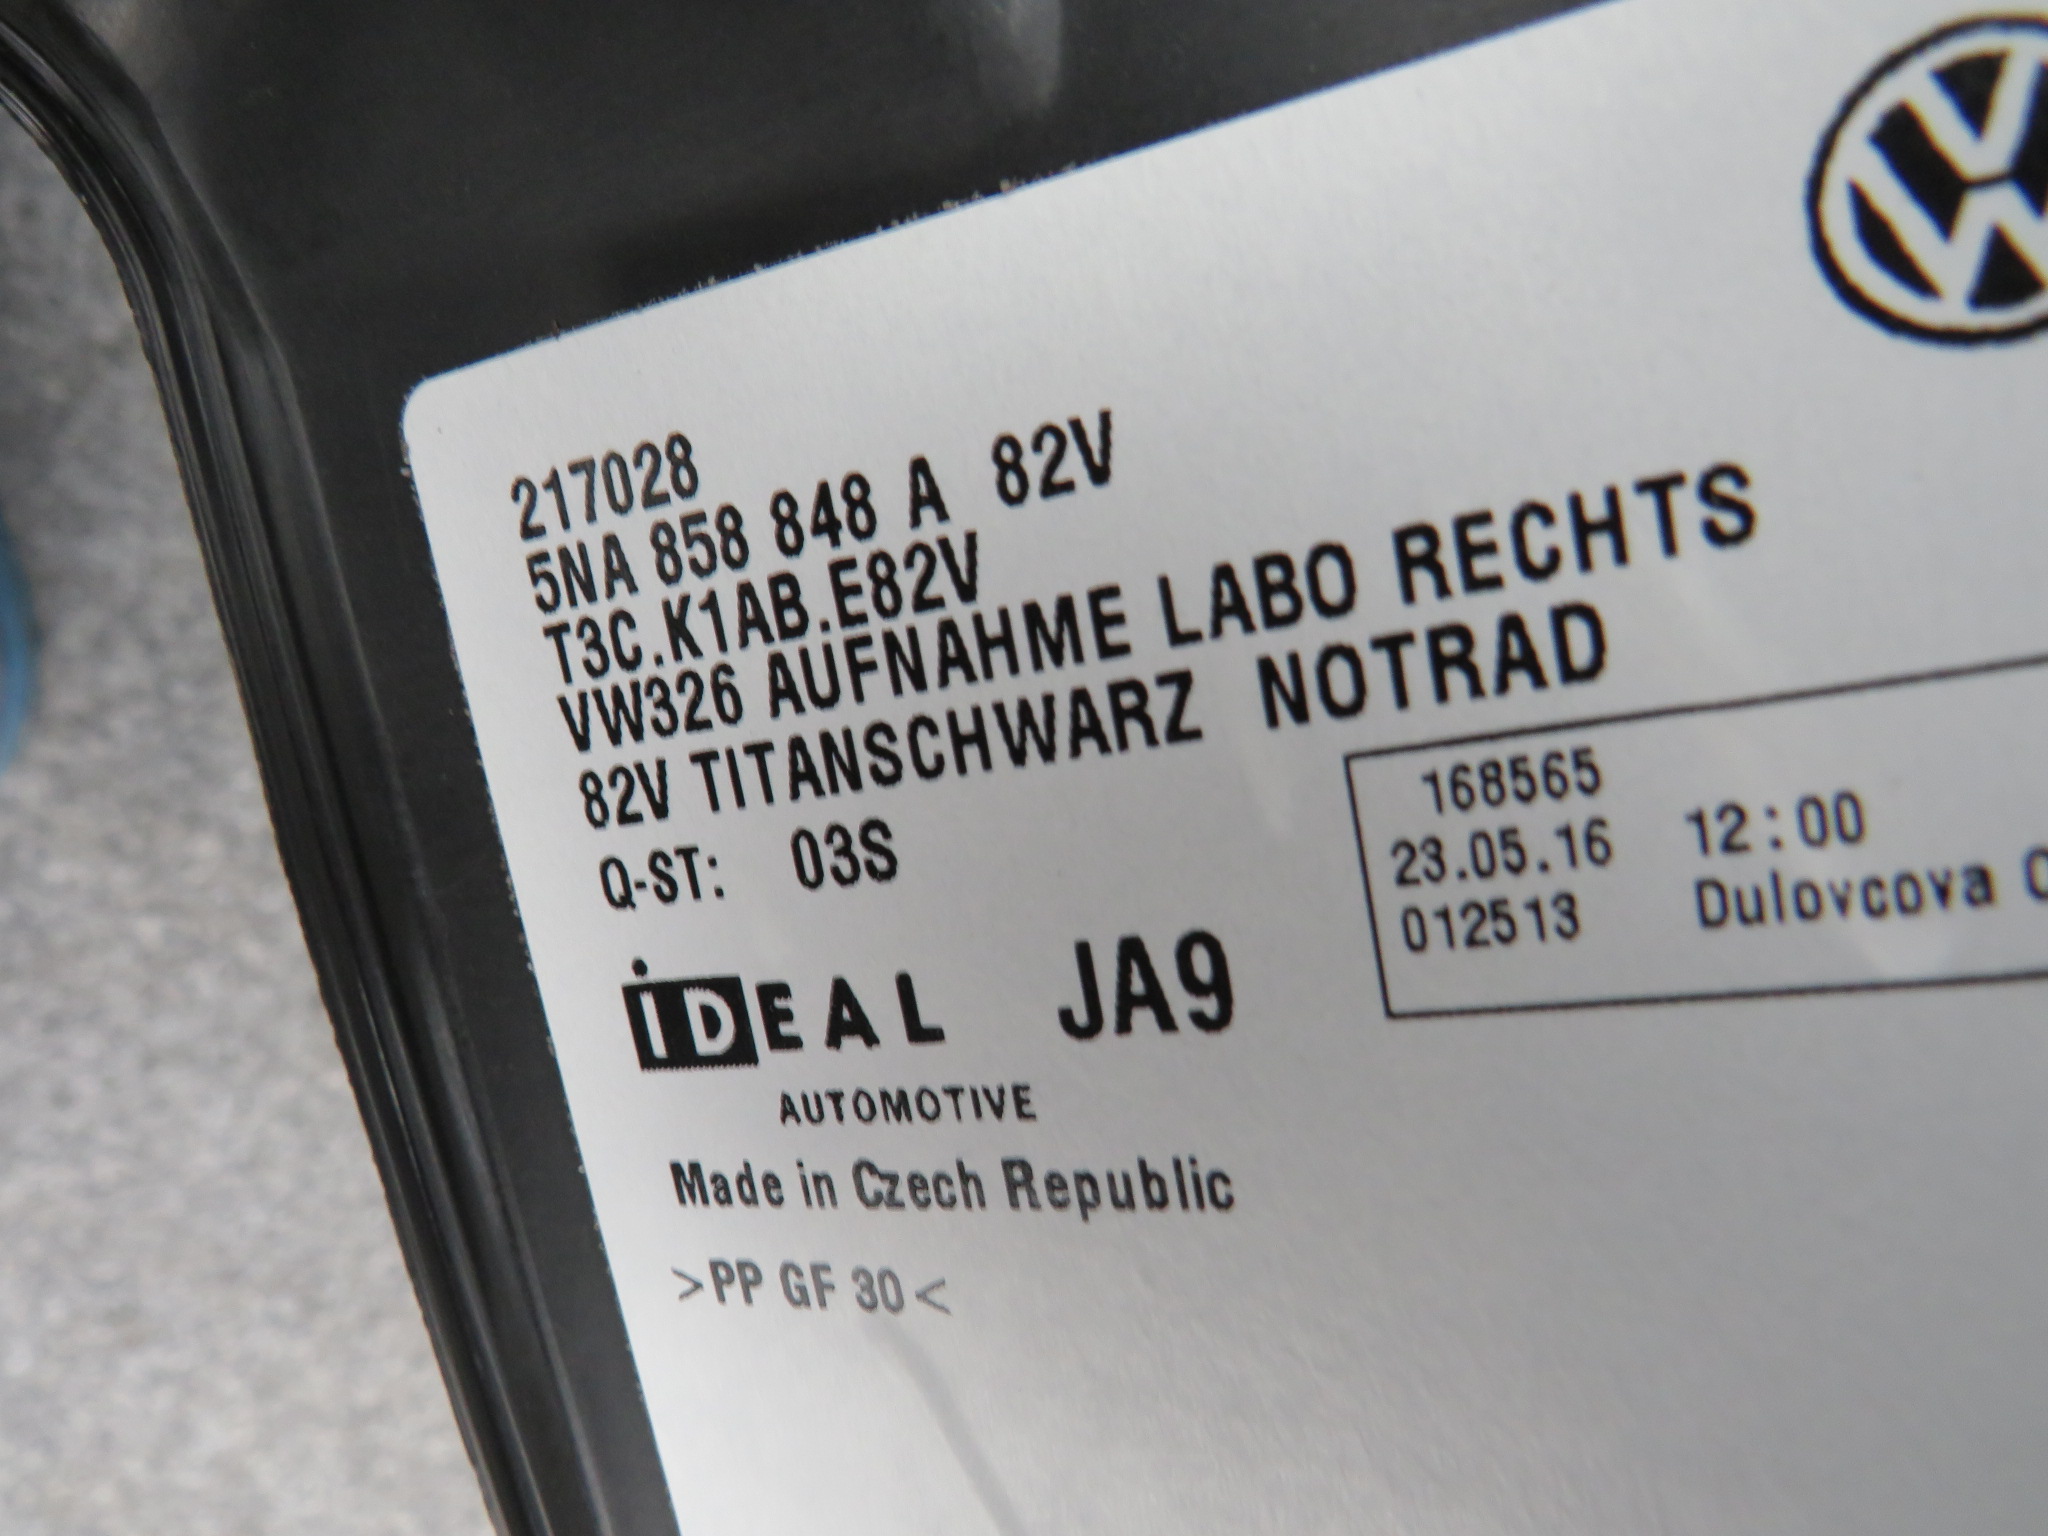 217028
5NA 858 848 A 82V
T3C.K1AB.E82V
VW326 AUFNAHME LABO RECHTS
82V TITANSCHWARZ NOTRAD
Q-ST: 03S
168565
23.05.16 12:00
012513 Dulovcova
iDEAL JA9
AUTOMOTIVE
Made in Czech Republic
>PP GF 30<
VW